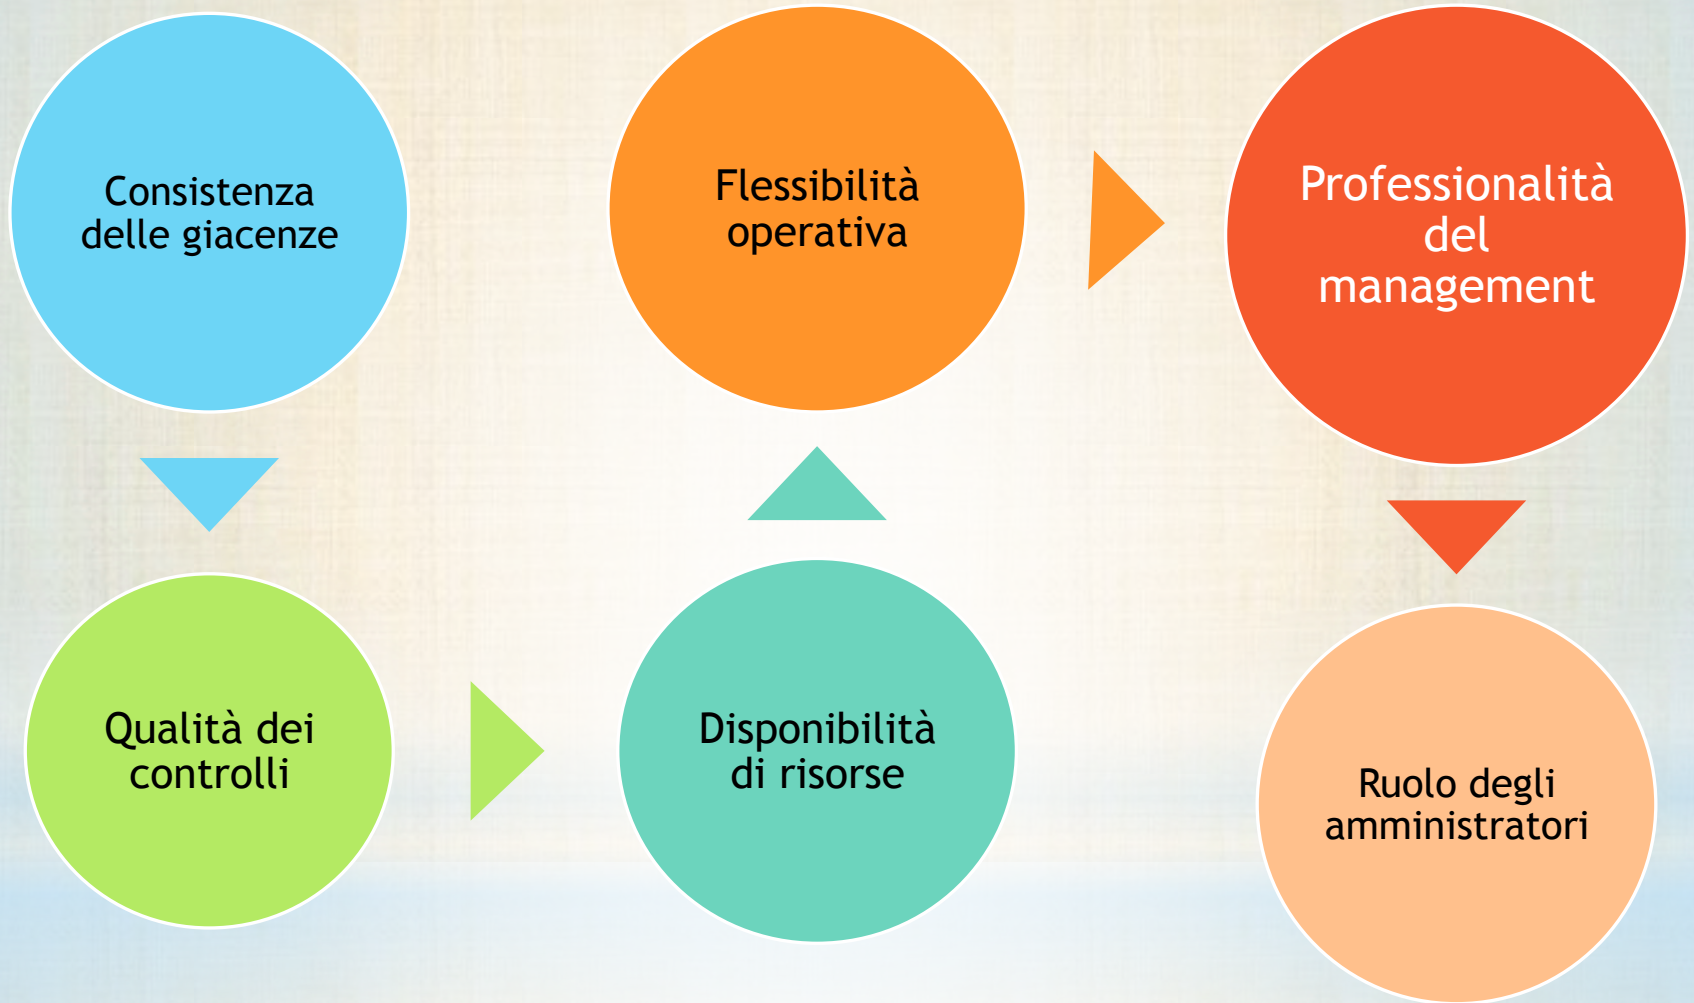 Consistenza
delle giacenze
Qualità dei
controlli
Disponibilità
di risorse
Flessibilità
operativa
Professionalità
del
management
Ruolo degli
amministratori